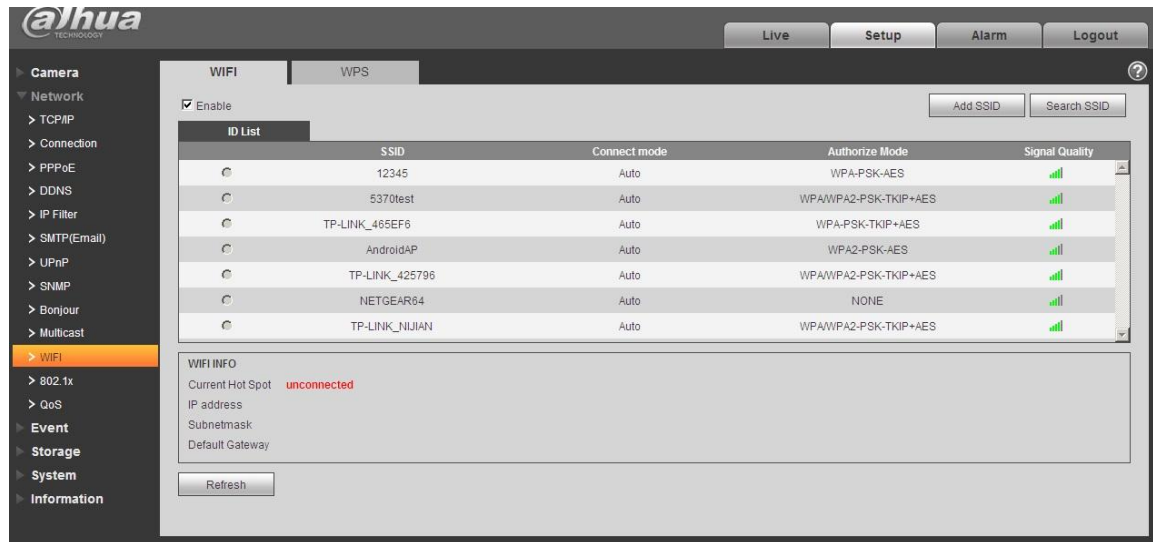 alhua
TECHNOLOGY
Live Setup Alarm Logout
Camera
Network
> TCP/IP
> Connection
> PPPoE
> DDNS
> IP Filter
> SMTP(Email)
> UPnP
> SNMP
> Bonjour
> Multicast
> WIFI
> 802.1x
> QoS
Event
Storage
System
Information
WIFI WPS ?
Enable Add SSID Search SSID
ID List
SSID Connect mode Authorize Mode Signal Quality
12345 Auto WPA-PSK-AES
5370test Auto WPA/WPA2-PSK-TKIP+AES
TP-LINK_465EF6 Auto WPA-PSK-TKIP+AES
AndroidAP Auto WPA2-PSK-AES
TP-LINK_425796 Auto WPA/WPA2-PSK-TKIP+AES
NETGEAR64 Auto NONE
TP-LINK_NIJIAN Auto WPA/WPA2-PSK-TKIP+AES
WIFI INFO
Current Hot Spot unconnected
IP address
Subnetmask
Default Gateway
Refresh